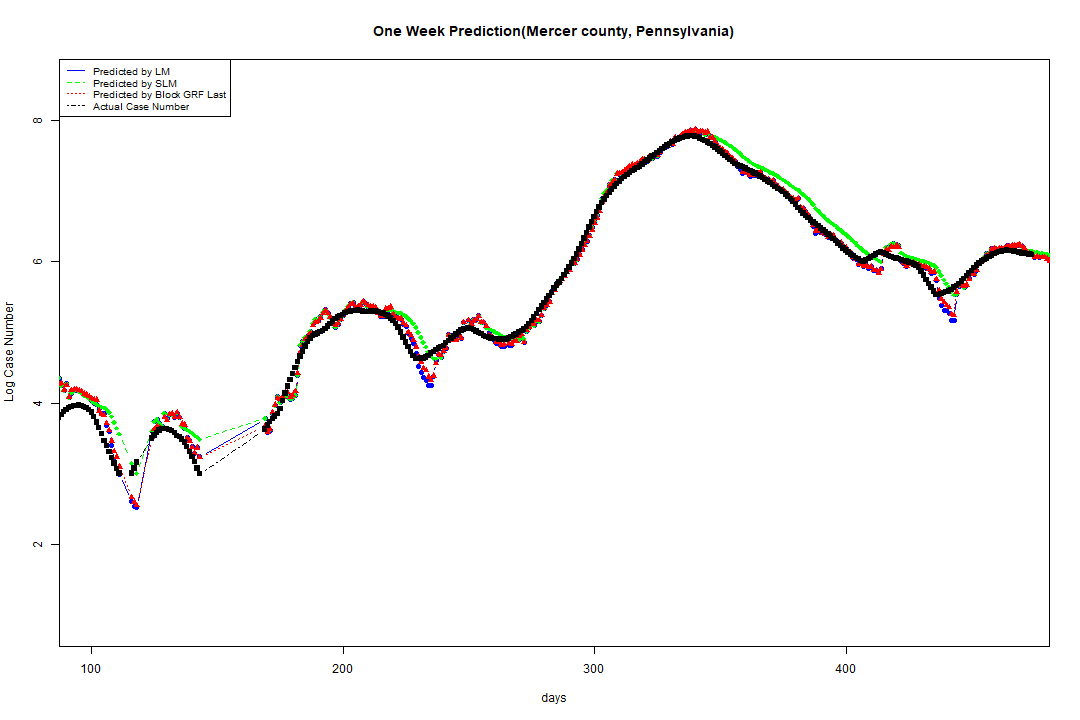 One Week Prediction(Mercer county, Pennsylvania)
Predicted by LM
Predicted by SLM
Predicted by Block GRF Last
Actual Case Number
8
6
4
2
Log Case Number
100 200 300 400
days